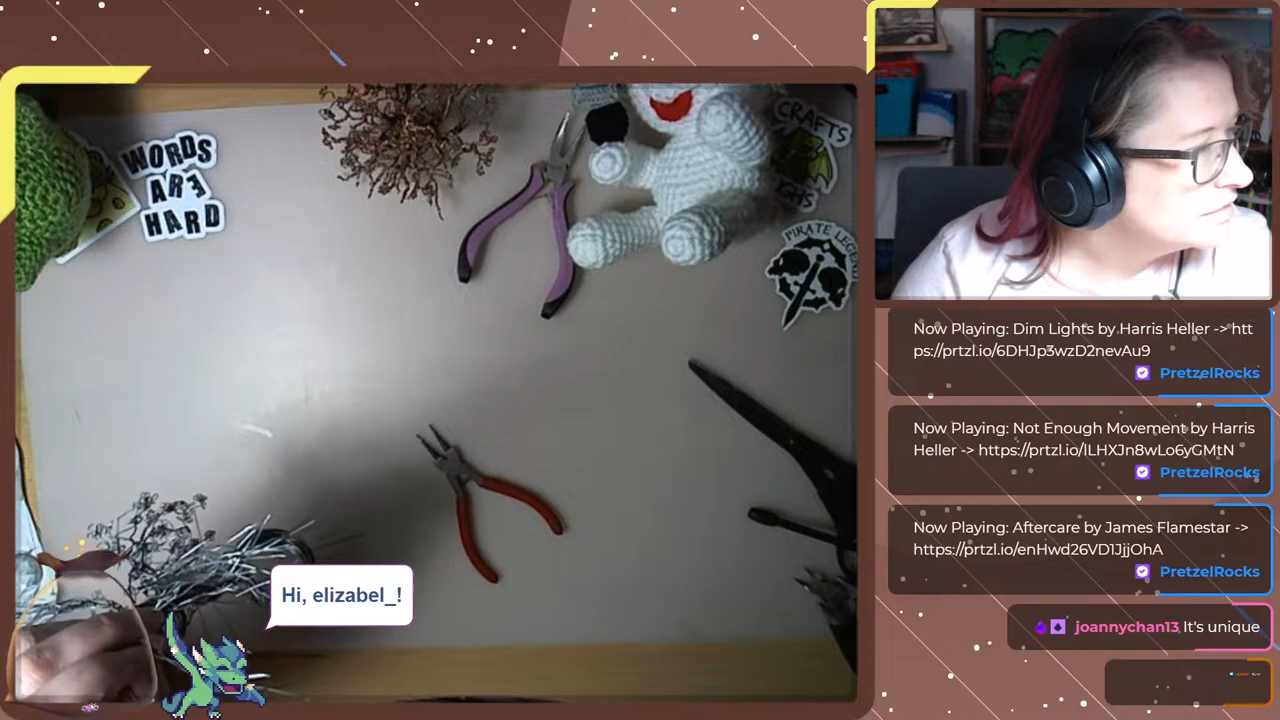 WORDS
ARE
HARD
CRAFTS
PIRATE LEGEND
Hi, elizabel_!
Now Playing: Dim Lights by Harris Heller -> htt
ps://prtzl.io/6DHJp3wzD2nevAu9
PretzelRocks
Now Playing: Not Enough Movement by Harris
Heller -> https://prtzl.io/lLHXJn8wLo6yGMtN
PretzelRocks
Now Playing: Aftercare by James Flamestar ->
https://prtzl.io/enHwd26VD1JjjOhA
PretzelRocks
joannychan13 It's unique